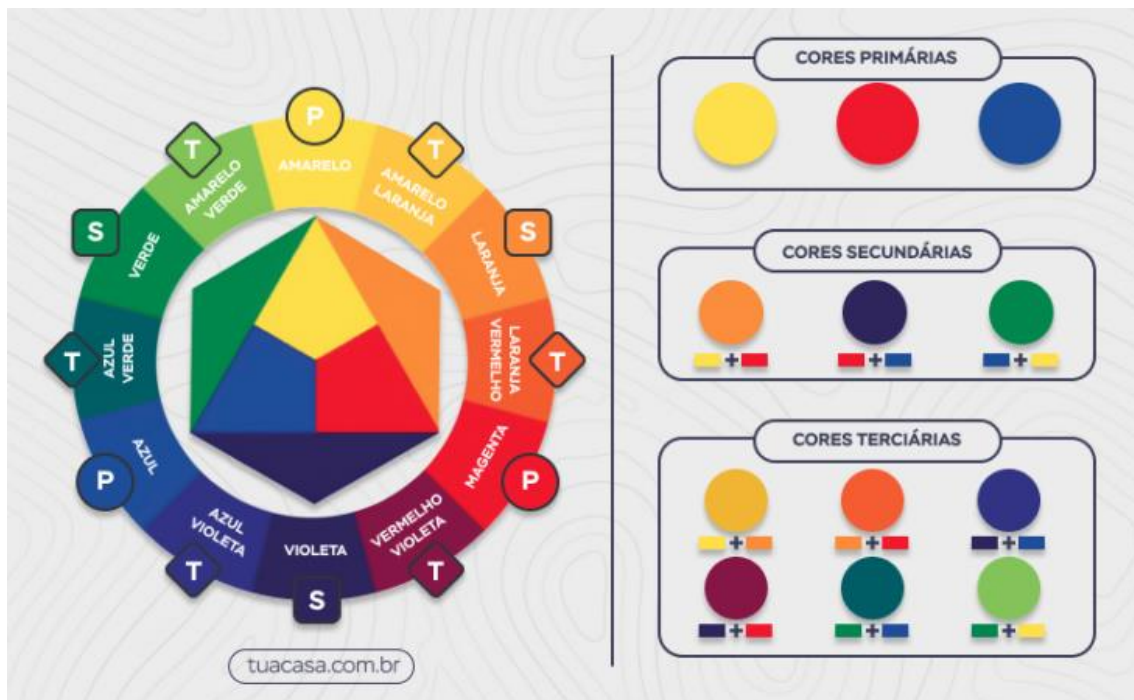 P
AMARELO
T
AMARELO
LARANJA
S
LARANJA
T
LARANJA
VERMELHO
P
MAGENTA
T
VERMELHO
VIOLETA
S
VIOLETA
T
AZUL
VIOLETA
P
AZUL
T
AZUL
VERDE
S
VERDE
T
AMARELO
VERDE
tuacasa.com.br
CORES PRIMÁRIAS
CORES SECUNDÁRIAS
+ + +
CORES TERCIÁRIAS
+ + +
+ + +